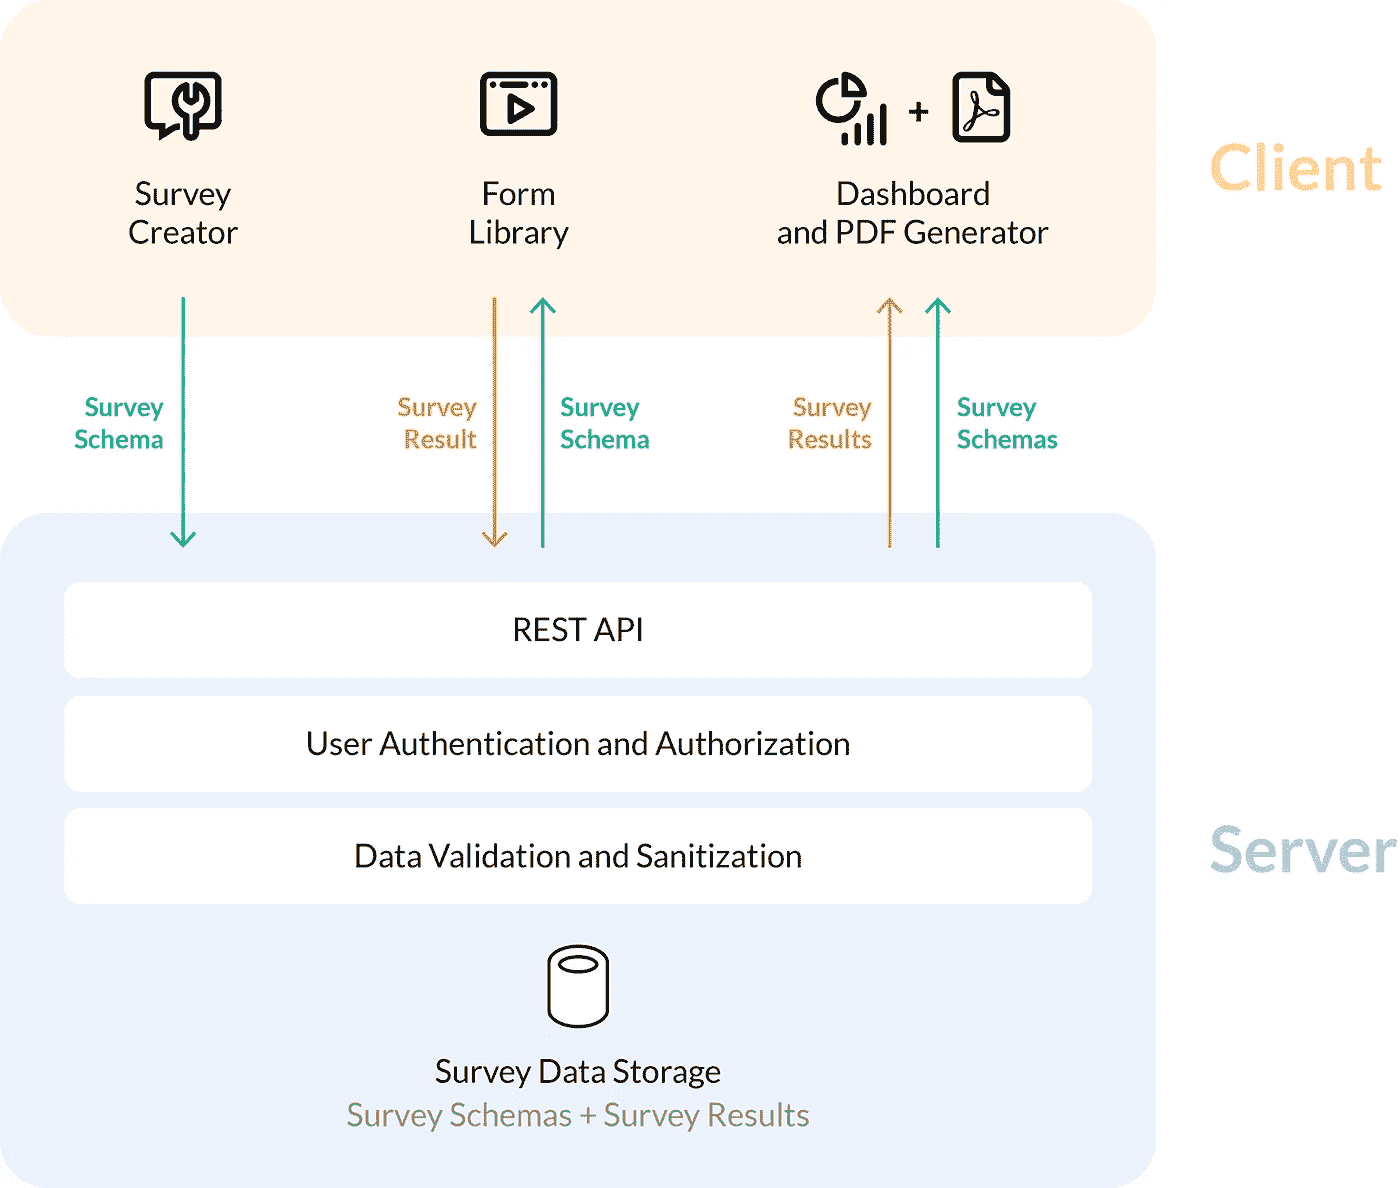 Survey
Creator
Form
Library
+
Dashboard
and PDF Generator
Client
Survey
Schema
Survey
Result
Survey
Schema
Survey
Results
Survey
Schemas
REST API
User Authentication and Authorization
Data Validation and Sanitization
Server
Survey Data Storage
Survey Schemas + Survey Results